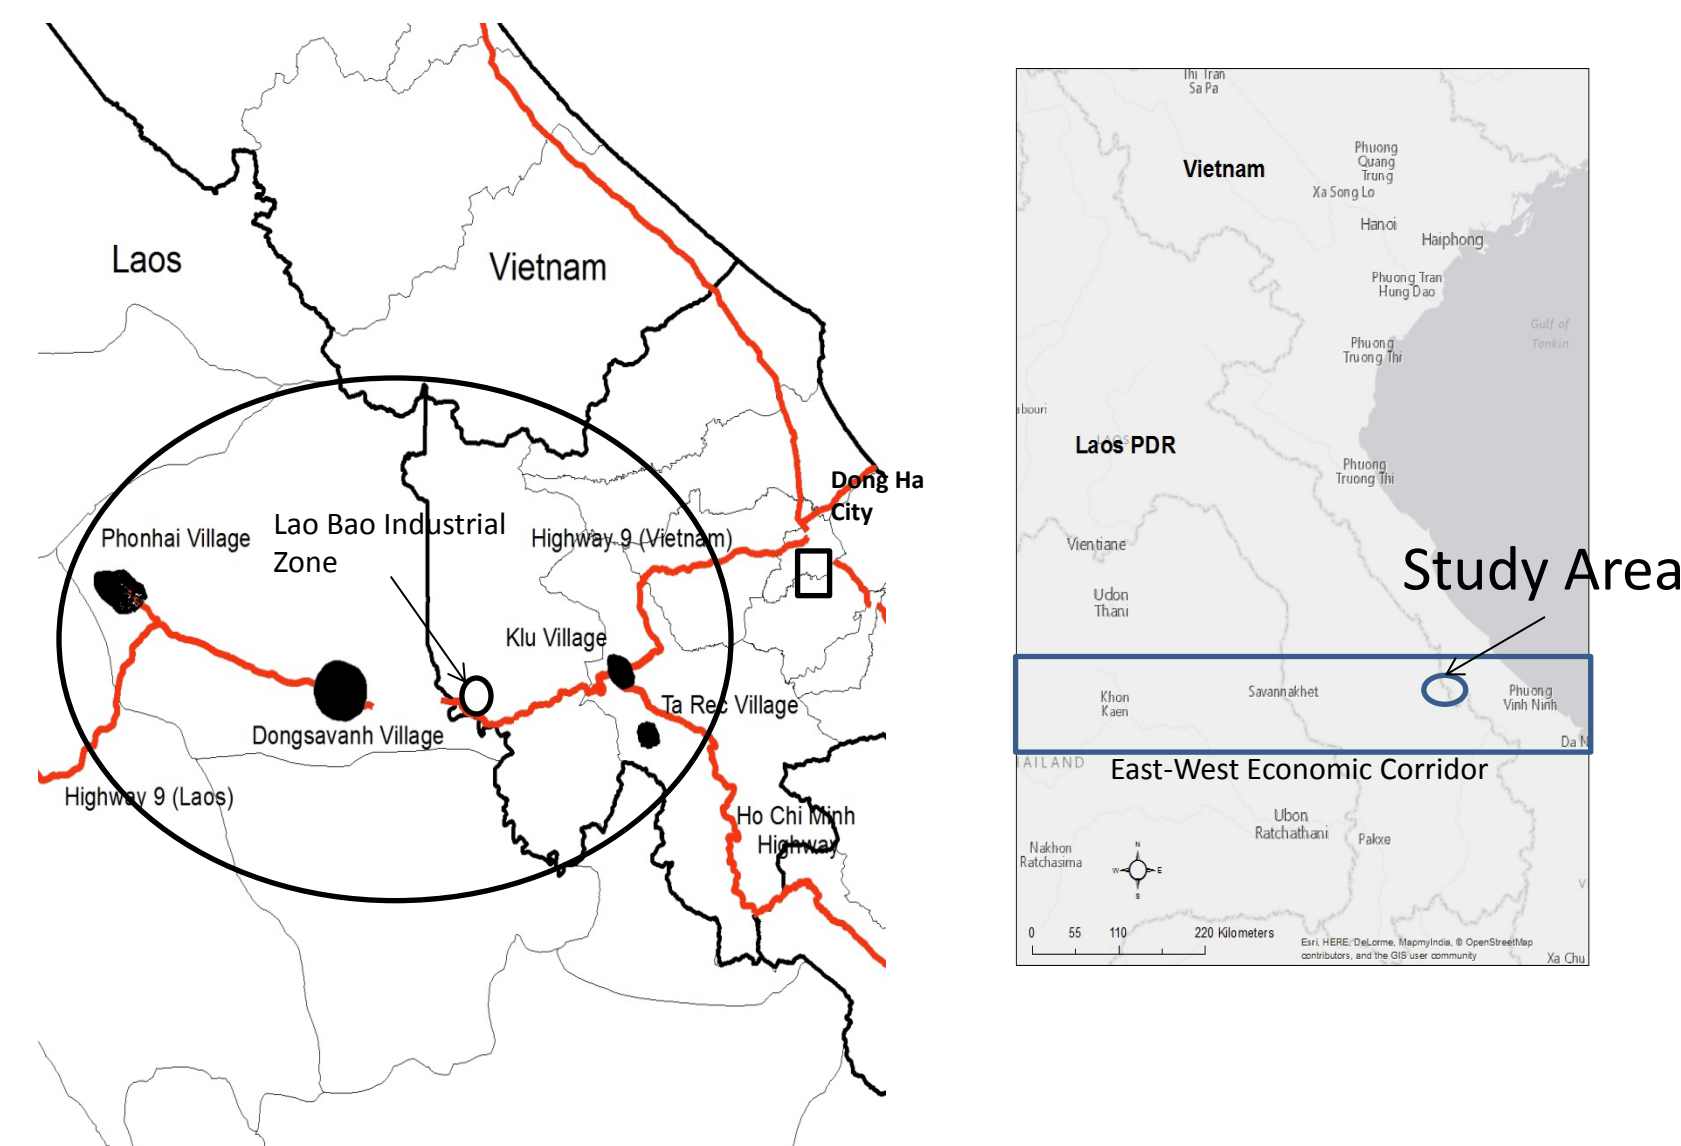 Laos
Vietnam
Dong Ha
City
Lao Bao Industrial
Zone
Phonhai Village
Highway 9 (Vietnam)
Klu Village
Ta Rec Village
Dongsavanh Village
Highway 9 (Laos)
Ho Chi Minh
Highway
Thi Tran
Sa Pa
Vietnam
Phuong
Quang
Trung
Xa Song Lo
Hanoi
Haiphong
Phuong Tran
Hung Dao
Gulf of
Tonkin
Phuong
Truong Thi
Laos PDR
Phuong
Truong Thi
Vientiane
Study Area
Udon
Thani
Khon
Kaen
Savannakhet
Phuong
Vinh Ninh
Da N
AILAND
East-West Economic Corridor
Ubon
Ratchathani
Pakxe
Nakhon
Ratchasima
N
W
E
S
V
0 55 110 220 Kilometers
Esri, HERE, DeLorme, MapmyIndia, © OpenStreetMap
contributors, and the GIS user community
Xa Chu